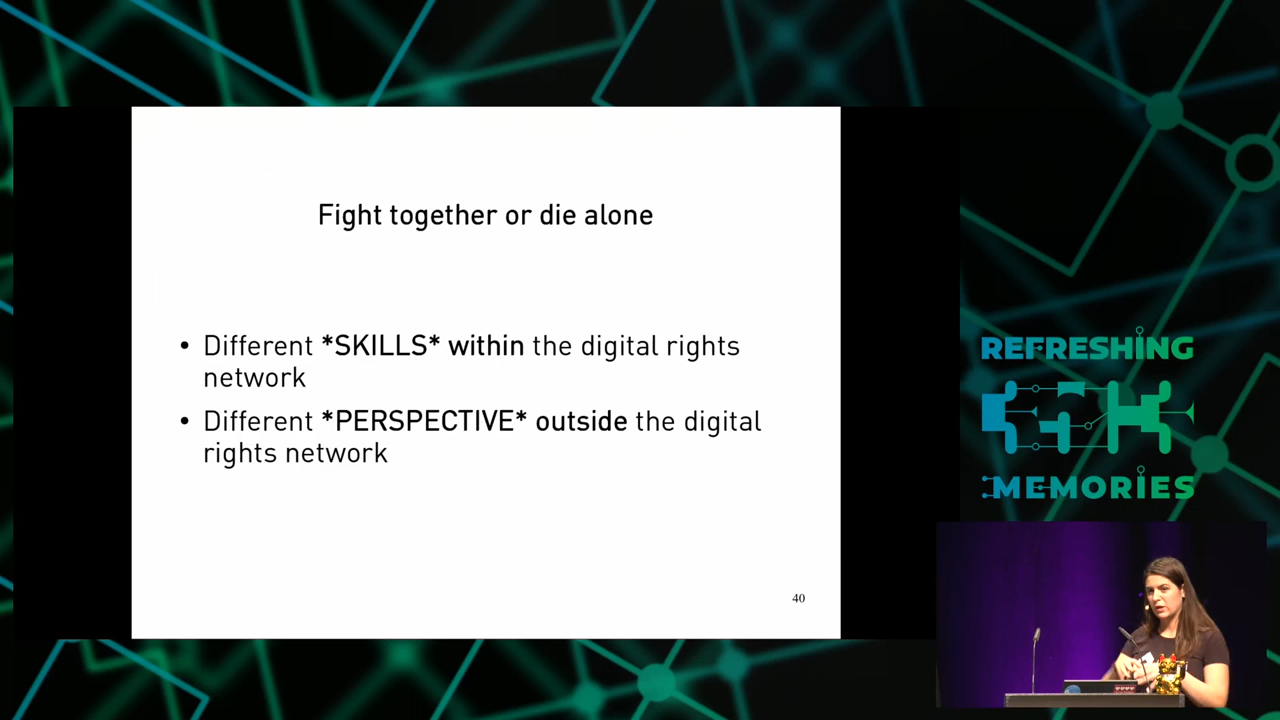 Fight together or die alone
• Different *SKILLS* within the digital rights
network
• Different *PERSPECTIVE* outside the digital
rights network
40
REFRESHING
MEMORIES